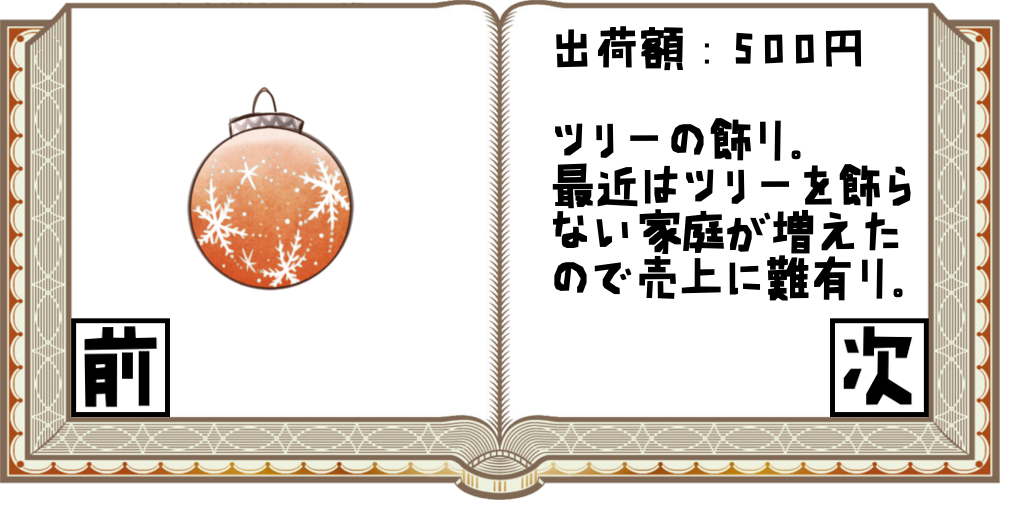 出荷額：500円
ツリーの飾り。
最近はツリーを飾ら
ない家庭が増えた
ので売上に難有り。
前
次